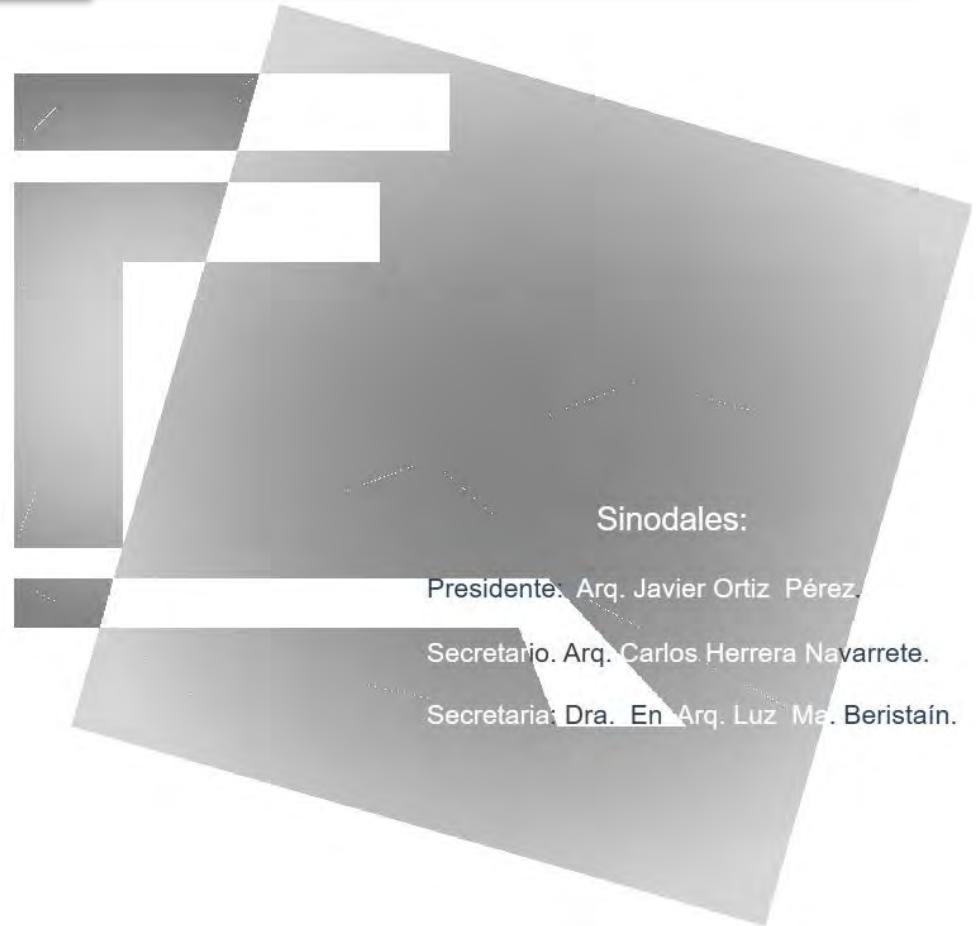 Sinodales:
Presidente: Arq. Javier Ortiz Pérez.
Secretario. Arq. Carlos Herrera Navarrete.
Secretaria: Dra. En Arq. Luz Ma. Beristaín.